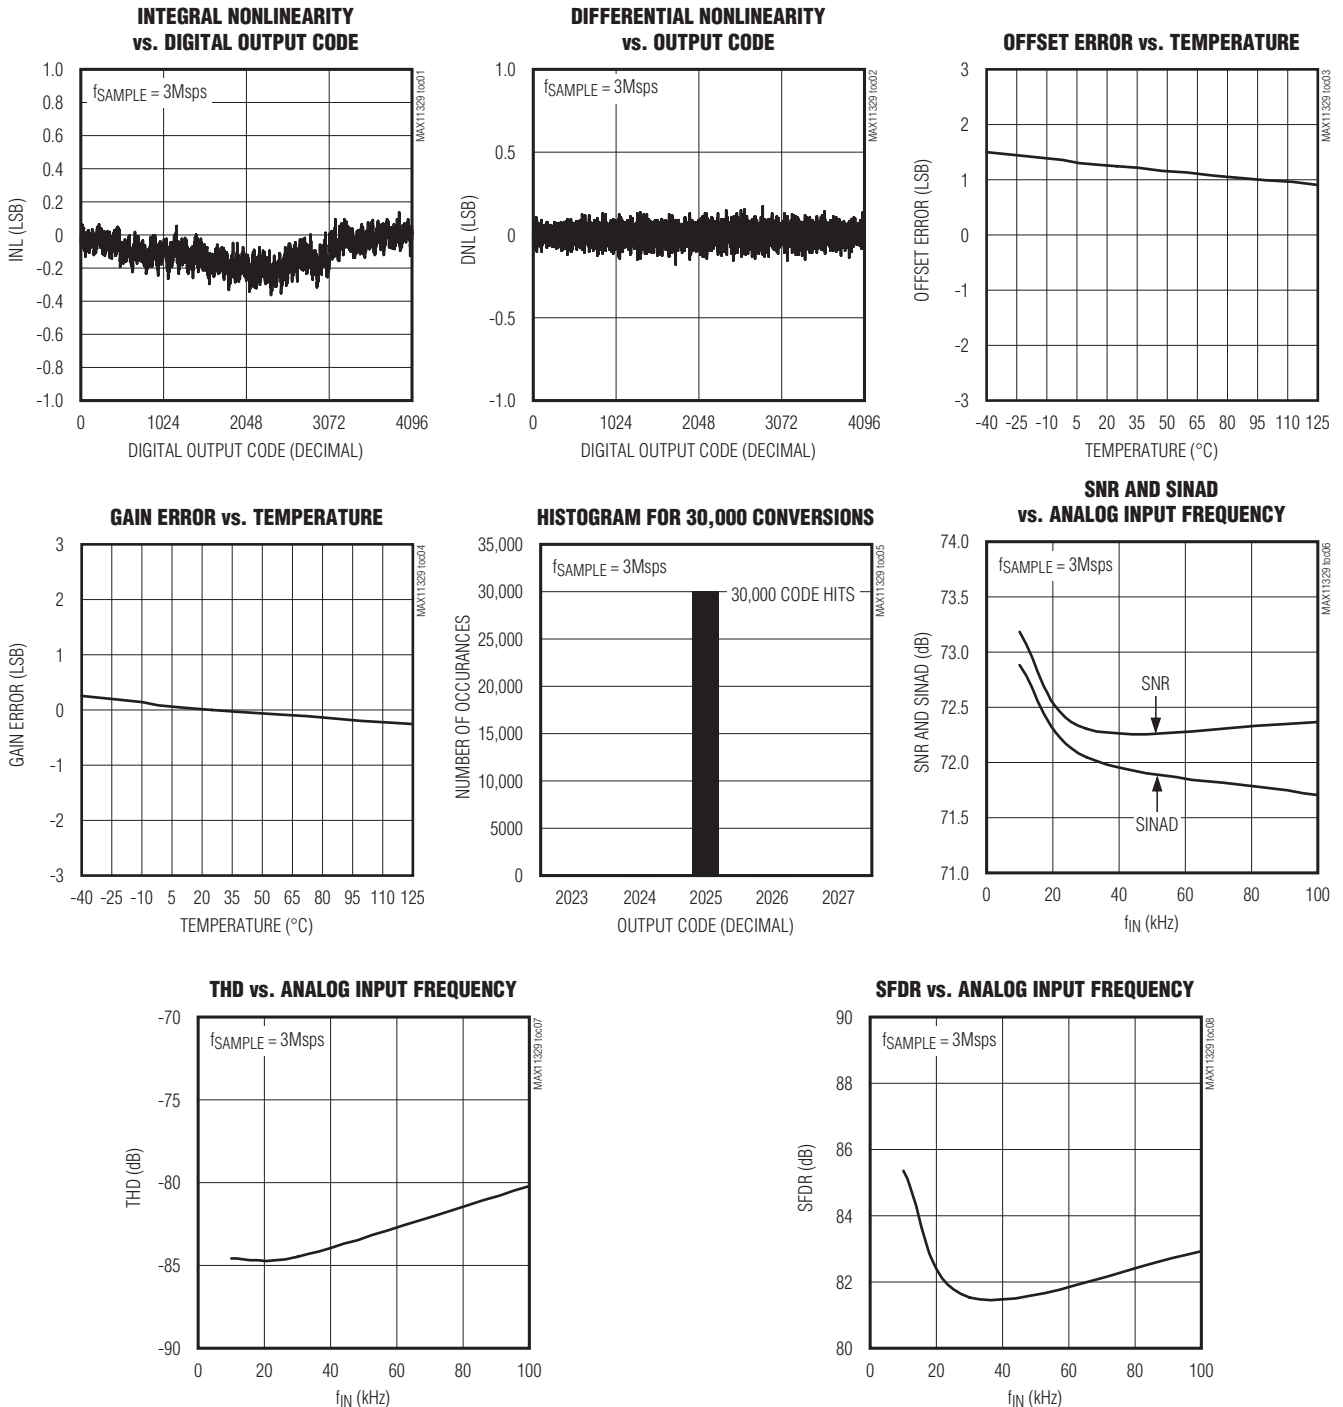 INTEGRAL NONLINEARITY
vs. DIGITAL OUTPUT CODE
fSAMPLE = 3Msps
MAX11329 toc01
INL (LSB)
1.0
0.8
0.6
0.4
0.2
0
-0.2
-0.4
-0.6
-0.8
-1.0
0 1024 2048 3072 4096
DIGITAL OUTPUT CODE (DECIMAL)
DIFFERENTIAL NONLINEARITY
vs. OUTPUT CODE
fSAMPLE = 3Msps
MAX11329 toc02
DNL (LSB)
1.0
0.5
0
-0.5
-1.0
0 1024 2048 3072 4096
DIGITAL OUTPUT CODE (DECIMAL)
OFFSET ERROR vs. TEMPERATURE
MAX11329 toc03
OFFSET ERROR (LSB)
3
2
1
0
-1
-2
-3
-40 -25 -10 5 20 35 50 65 80 95 110 125
TEMPERATURE (°C)
GAIN ERROR vs. TEMPERATURE
MAX11329 toc04
GAIN ERROR (LSB)
3
2
1
0
-1
-2
-3
-40 -25 -10 5 20 35 50 65 80 95 110 125
TEMPERATURE (°C)
HISTOGRAM FOR 30,000 CONVERSIONS
fSAMPLE = 3Msps
30,000 CODE HITS
MAX11329 toc05
NUMBER OF OCCURANCES
35,000
30,000
25,000
20,000
15,000
10,000
5000
0
2023 2024 2025 2026 2027
OUTPUT CODE (DECIMAL)
SNR AND SINAD
vs. ANALOG INPUT FREQUENCY
fSAMPLE = 3Msps
MAX11329 toc06
SNR AND SINAD (dB)
74.0
73.5
73.0
72.5
72.0
71.5
71.0
SNR
SINAD
0 20 40 60 80 100
fIN (kHz)
THD vs. ANALOG INPUT FREQUENCY
fSAMPLE = 3Msps
MAX11329 toc07
THD (dB)
-70
-75
-80
-85
-90
0 20 40 60 80 100
fIN (kHz)
SFDR vs. ANALOG INPUT FREQUENCY
fSAMPLE = 3Msps
MAX11329 toc08
SFDR (dB)
90
88
86
84
82
80
0 20 40 60 80 100
fIN (kHz)